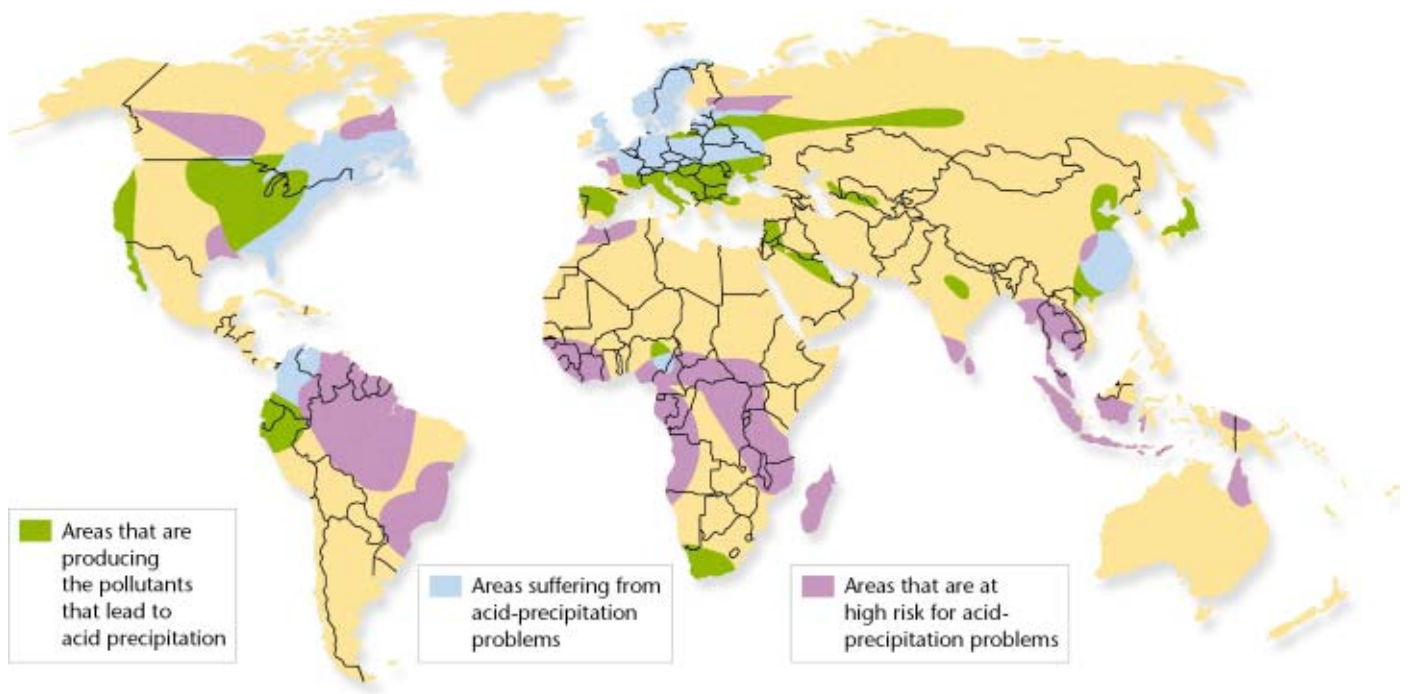 Areas that are
producing
the pollutants
that lead to
acid precipitation
Areas suffering from
acid-precipitation
problems
Areas that are at
high risk for acid-
precipitation problems